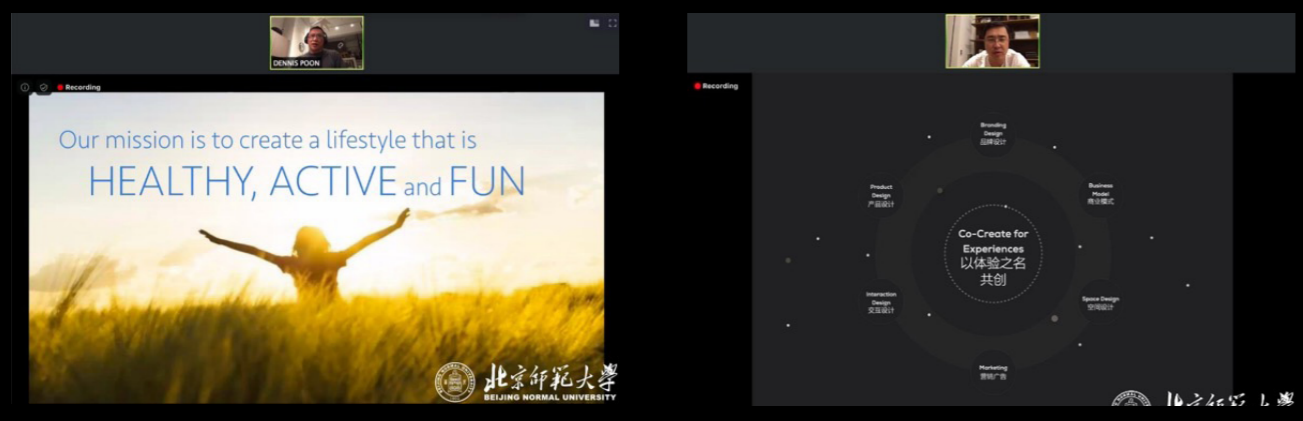 DENNIS POON
Recording
Our mission is to create a lifestyle that is
HEALTHY, ACTIVE and FUN
北京师范大学
BEIJING NORMAL UNIVERSITY
Recording
Branding
Design
品牌设计
Product
Design
产品设计
Business
Model
商业模式
Co-Create for
Experiences
以体验之名
共创
Interaction
Design
交互设计
Space Design
空间设计
Marketing
营销广告